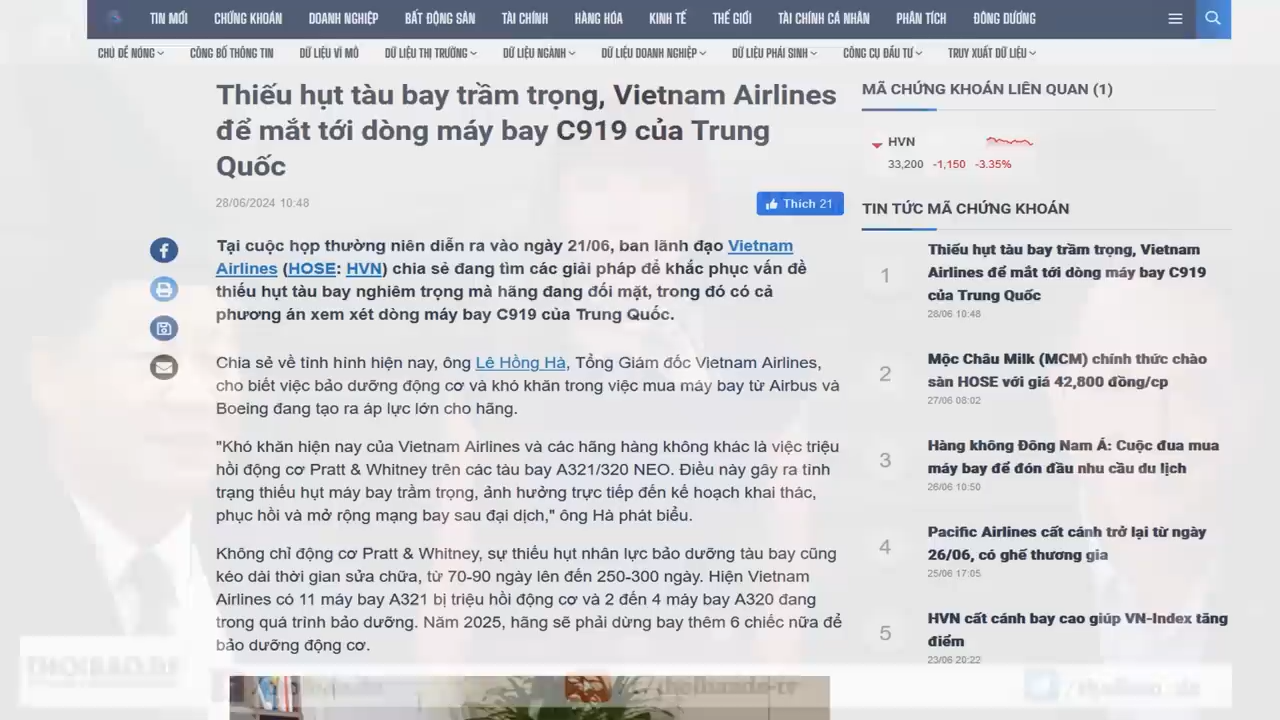 TIN MỚI CHỨNG KHOÁN DOANH NGHIỆP BẤT ĐỘNG SẢN TÀI CHÍNH HÀNG HÓA KINH TẾ THẾ GIỚI TÀI CHÍNH CÁ NHÂN PHÂN TÍCH ĐÔNG DƯƠNG
CHỦ ĐỀ NÓNG CÔNG BỐ THÔNG TIN DỮ LIỆU VĨ MÔ DỮ LIỆU THỊ TRƯỜNG DỮ LIỆU NGÀNH DỮ LIỆU DOANH NGHIỆP DỮ LIỆU PHÁI SINH CÔNG CỤ ĐẦU TƯ TRUY XUẤT DỮ LIỆU
Thiếu hụt tàu bay trầm trọng, Vietnam Airlines
để mắt tới dòng máy bay C919 của Trung
Quốc
28/06/2024 10:48
Thích 21
Tại cuộc họp thường niên diễn ra vào ngày 21/06, ban lãnh đạo Vietnam
Airlines (HOSE: HVN) chia sẻ đang tìm các giải pháp để khắc phục vấn đề
thiếu hụt tàu bay nghiêm trọng mà hãng đang đối mặt, trong đó có cả
phương án xem xét dòng máy bay C919 của Trung Quốc.
Chia sẻ về tình hình hiện nay, ông Lê Hồng Hà, Tổng Giám đốc Vietnam Airlines,
cho biết việc bảo dưỡng động cơ và khó khăn trong việc mua máy bay từ Airbus và
Boeing đang tạo ra áp lực lớn cho hãng.
"Khó khăn hiện nay của Vietnam Airlines và các hãng hàng không khác là việc triệu
hồi động cơ Pratt & Whitney trên các tàu bay A321/320 NEO. Điều này gây ra tình
trạng thiếu hụt máy bay trầm trọng, ảnh hưởng trực tiếp đến kế hoạch khai thác,
phục hồi và mở rộng mạng bay sau đại dịch," ông Hà phát biểu.
Không chỉ động cơ Pratt & Whitney, sự thiếu hụt nhân lực bảo dưỡng tàu bay cũng
kéo dài thời gian sửa chữa, từ 70-90 ngày lên đến 250-300 ngày. Hiện Vietnam
Airlines có 11 máy bay A321 bị triệu hồi động cơ và 2 đến 4 máy bay A320 đang
trong quá trình bảo dưỡng. Năm 2025, hãng sẽ phải dừng bay thêm 6 chiếc nữa để
bảo dưỡng động cơ.
MÃ CHỨNG KHOÁN LIÊN QUAN (1)
HVN
33,200 -1,150 -3.35%
TIN TỨC MÃ CHỨNG KHOÁN
1
Thiếu hụt tàu bay trầm trọng, Vietnam
Airlines để mắt tới dòng máy bay C919
của Trung Quốc
28/06 10:48
2
Mộc Châu Milk (MCM) chính thức chào
sàn HOSE với giá 42,800 đồng/cp
27/06 08:02
3
Hàng không Đông Nam Á: Cuộc đua mua
máy bay để đón đầu nhu cầu du lịch
26/06 10:50
4
Pacific Airlines cất cánh trở lại từ ngày
26/06, có ghế thương gia
25/06 17:05
5
HVN cất cánh bay cao giúp VN-Index tăng
điểm
23/06 20:22
THOIBAO.DE